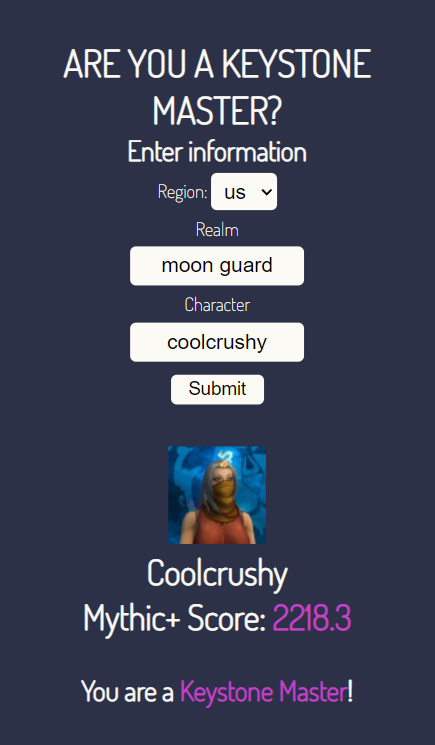 ARE YOU A KEYSTONE
MASTER?
Enter information
Region: us
Realm
moon guard
Character
coolcrushy
Submit
Coolcrushy
Mythic+ Score: 2218.3
You are a Keystone Master!